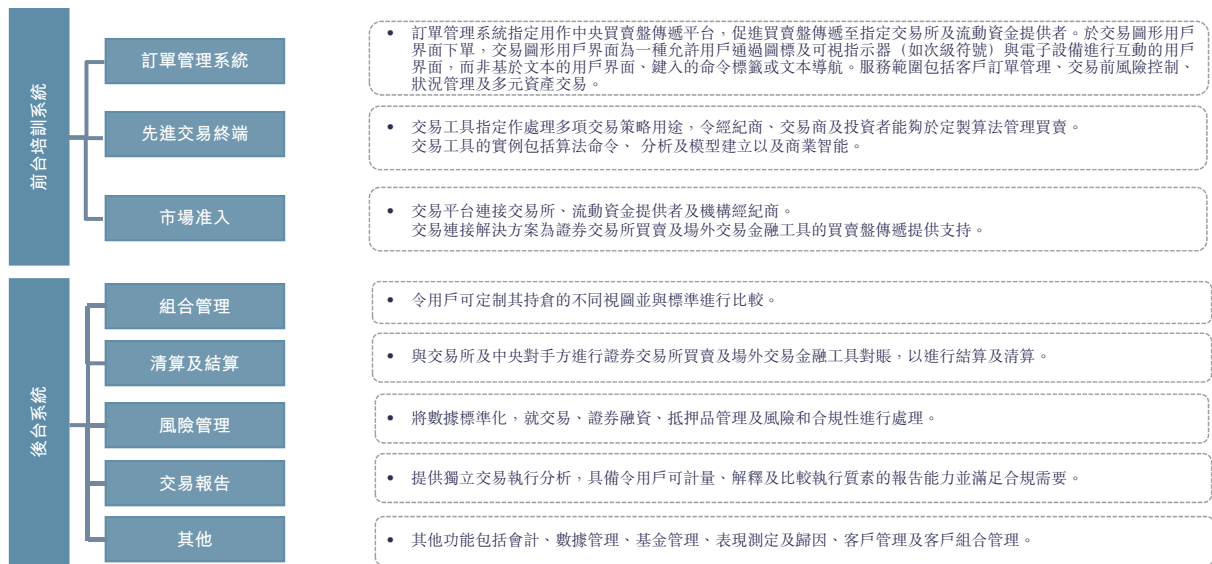 前台培訓系統
訂單管理系統
• 訂單管理系統指定用作中央買賣盤傳遞平台，促進買賣盤傳遞至指定交易所及流動資金提供者。於交易圖形用戶
界面下單，交易圖形用戶界面為一種允許用戶通過圖標及可視指示器（如次級符號）與電子設備進行互動的用戶
界面，而非基於文本的用戶界面、鍵入的命令標籤或文本導航。服務範圍包括客戶訂單管理、交易前風險控制、
狀況管理及多元資產交易。
先進交易終端
• 交易工具指定作處理多項交易策略用途，令經紀商、交易商及投資者能夠於定製算法管理買賣。
交易工具的實例包括算法命令、 分析及模型建立以及商業智能。
市場准入
• 交易平台連接交易所、流動資金提供者及機構經紀商。
交易連接解決方案為證券交易所買賣及場外交易金融工具的買賣盤傳遞提供支持。
後台系統
組合管理
• 令用戶可定制其持倉的不同視圖並與標準進行比較。
清算及結算
• 與交易所及中央對手方進行證券交易所買賣及場外交易金融工具對賬，以進行結算及清算。
風險管理
• 將數據標準化，就交易、證券融資、抵押品管理及風險和合規性進行處理。
交易報告
• 提供獨立交易執行分析，具備令用戶可計量、解釋及比較執行質素的報告能力並滿足合規需要。
其他
• 其他功能包括會計、數據管理、基金管理、表現測定及歸因、客戶管理及客戶組合管理。